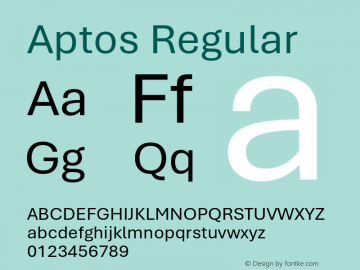 Aptos Regular
Aa Ff a
Gg Qq
ABCDEFGHIJKLMNOPQRSTUVWXYZ
abcdefghijklmnopqrstuvwxyz
0123456789
© Design by fontke.com